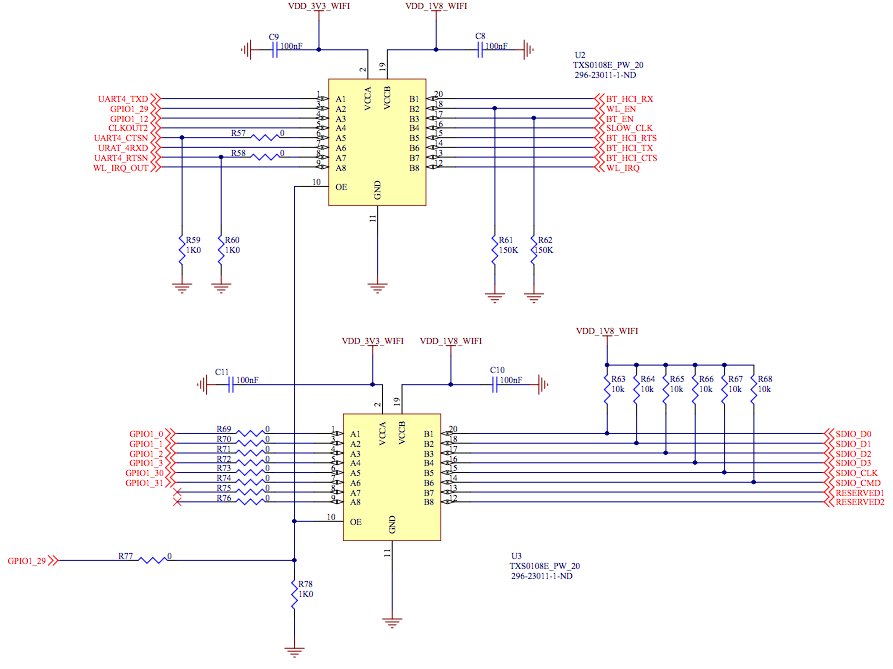 VDD_3V3_WIFI
VDD_1V8_WIFI
C9
100nF
C8
100nF
U2
TXS0108E_PW_20
296-23011-1-ND
2
19
VCCA
VCCB
UART4_TXD 1 A1 B1 20 BT_HCI_RX
GPIO1_29 3 A2 B2 18 WL_EN
GPIO1_12 4 A3 B3 17 BT_EN
CLKOUT2 5 A4 B4 16 SLOW_CLK
UART4_CTSN R57 0 6 A5 B5 15 BT_HCI_RTS
URAT_4RXD 7 A6 B6 14 BT_HCI_TX
UART4_RTSN R58 0 8 A7 B7 13 BT_HCI_CTS
WL_IRQ_OUT 9 A8 B8 12 WL_IRQ
10 OE
GND
11
R59
1K0
R60
1K0
R61
150K
R62
150K
VDD_3V3_WIFI
VDD_1V8_WIFI
VDD_1V8_WIFI
C11
100nF
C10
100nF
R63
10k
R64
10k
R65
10k
R66
10k
R67
10k
R68
10k
2
19
VCCA
VCCB
GPIO1_0 R69 0 1 A1 B1 20 SDIO_D0
GPIO1_1 R70 0 3 A2 B2 18 SDIO_D1
GPIO1_2 R71 0 4 A3 B3 17 SDIO_D2
GPIO1_3 R72 0 5 A4 B4 16 SDIO_D3
GPIO1_30 R73 0 6 A5 B5 15 SDIO_CLK
GPIO1_31 R74 0 7 A6 B6 14 SDIO_CMD
R75 0 8 A7 B7 13 RESERVED1
R76 0 9 A8 B8 12 RESERVED2
10 OE
GND
11
U3
TXS0108E_PW_20
296-23011-1-ND
GPIO1_29 R77 0
R78
1K0